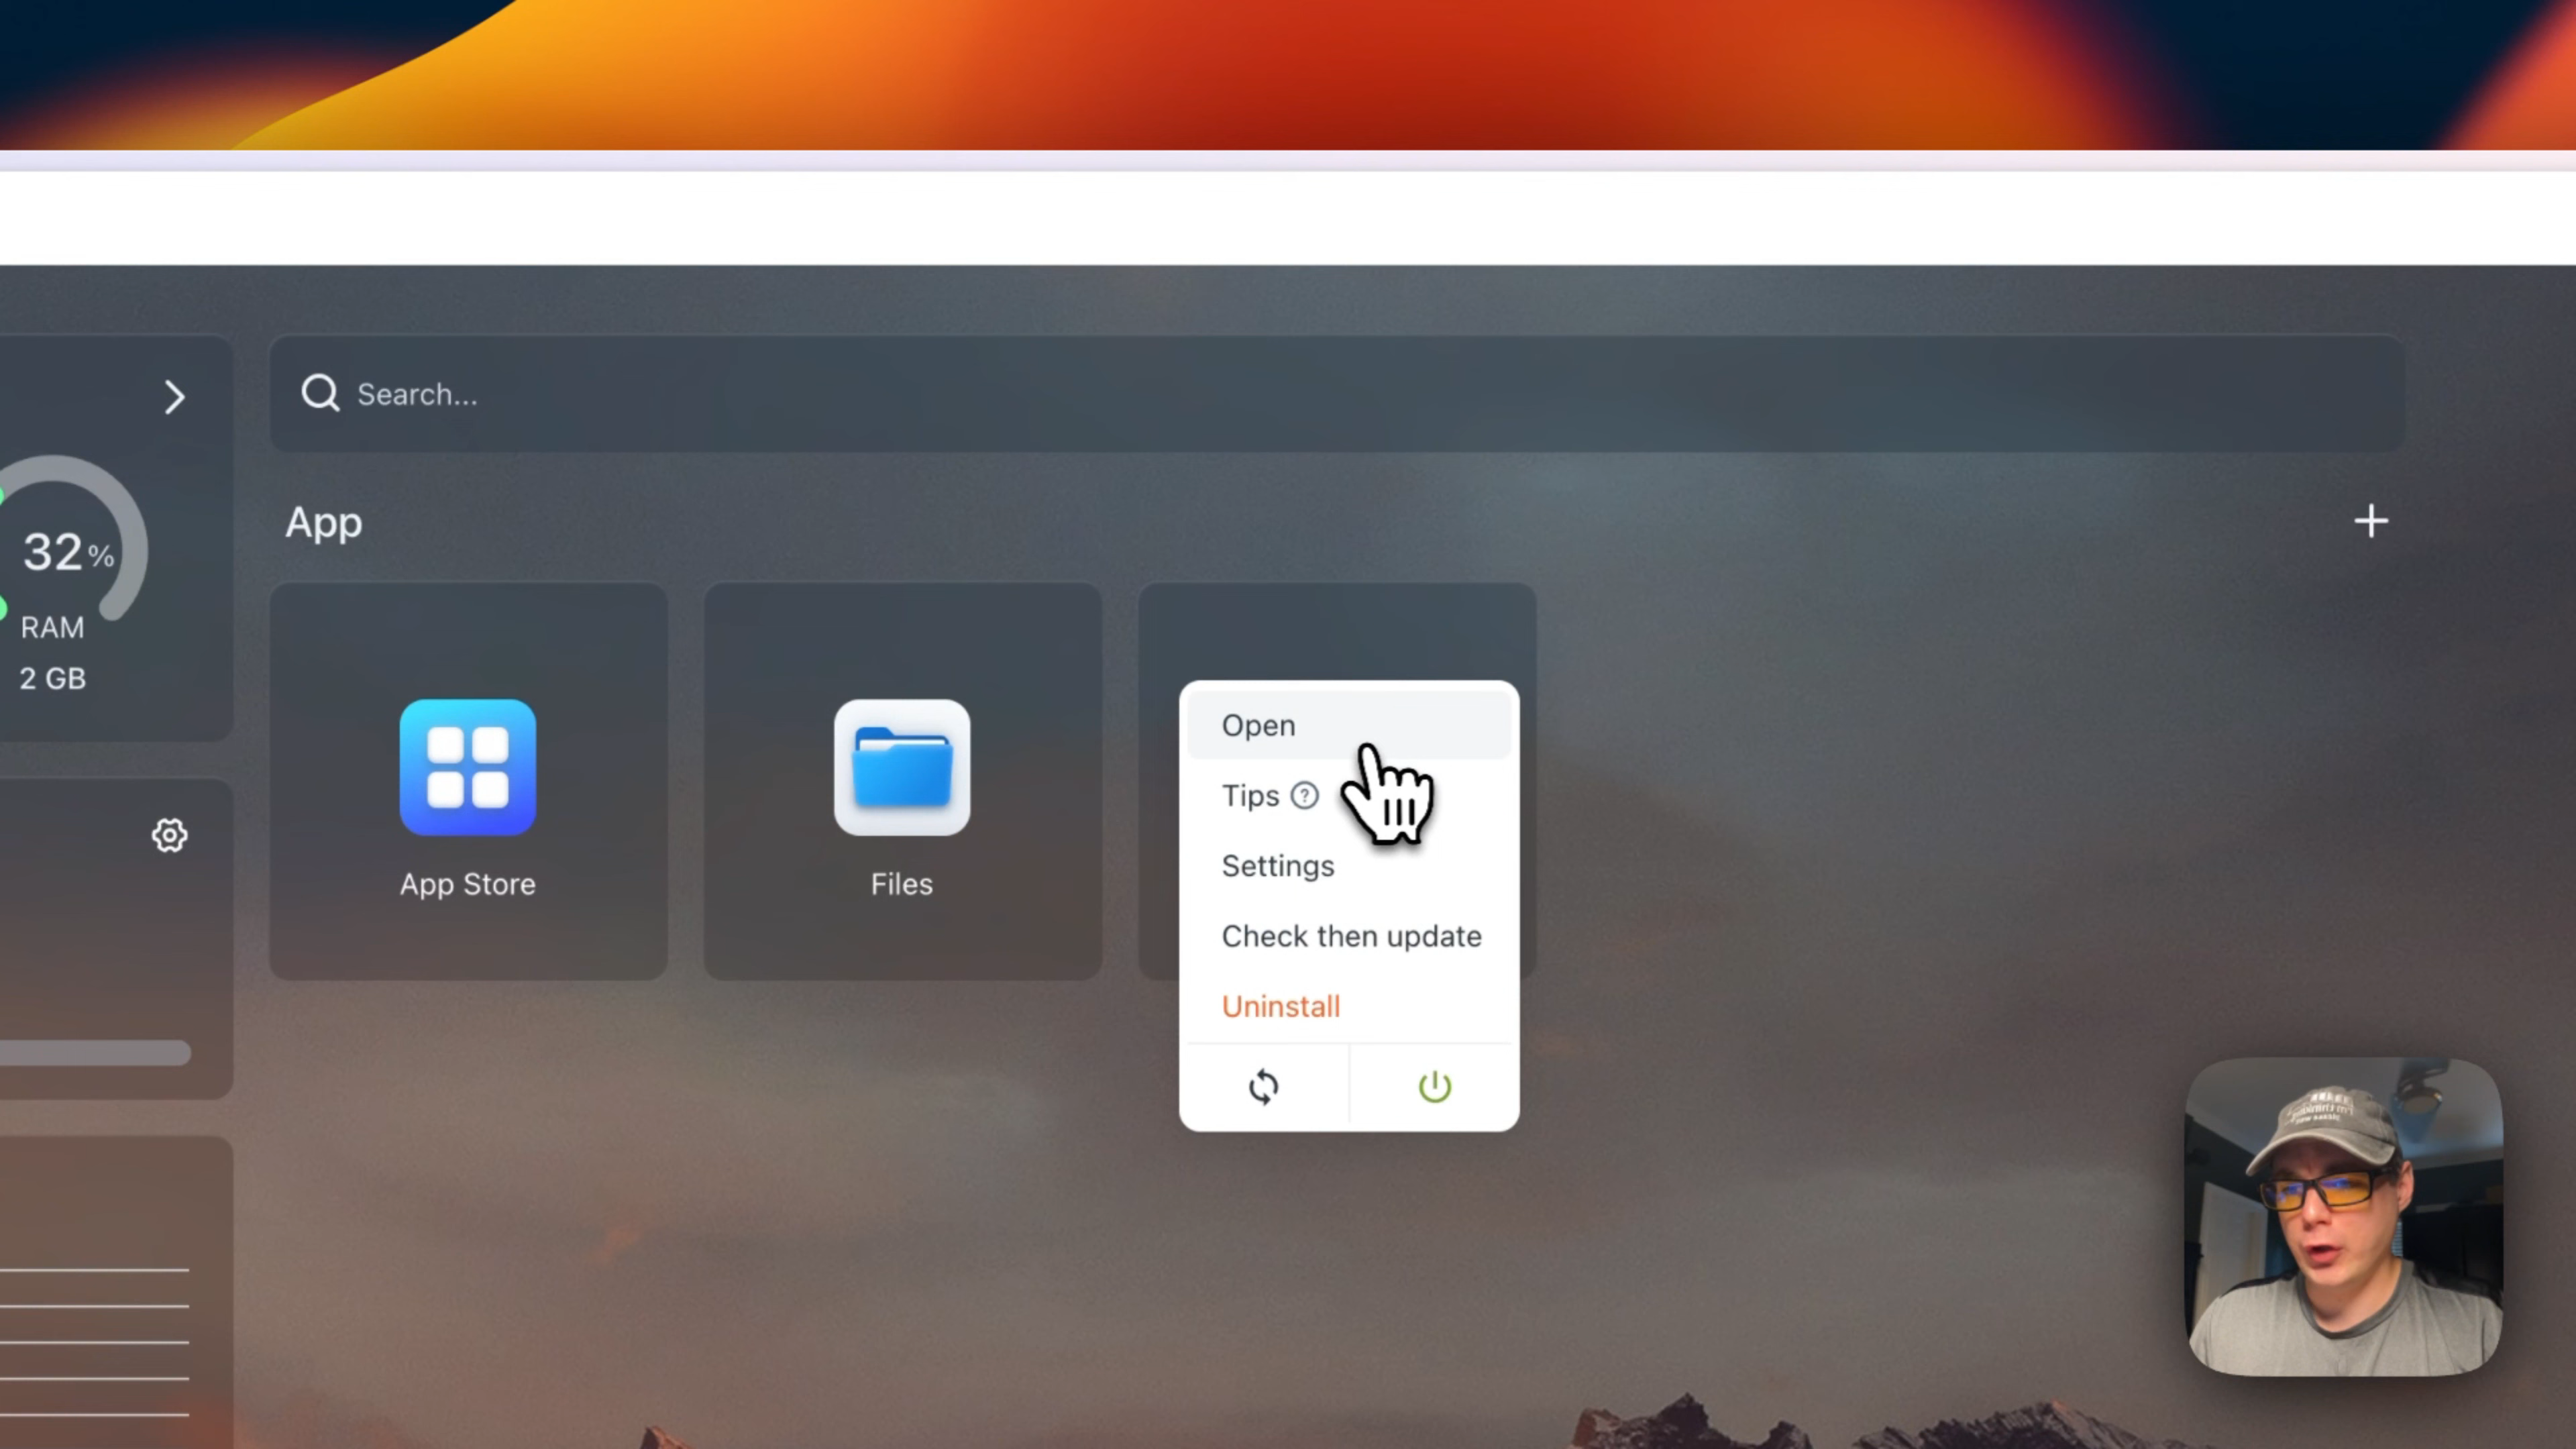 Search...
App
32%
RAM
2 GB
App Store
Files
Open
Tips
Settings
Check then update
Uninstall